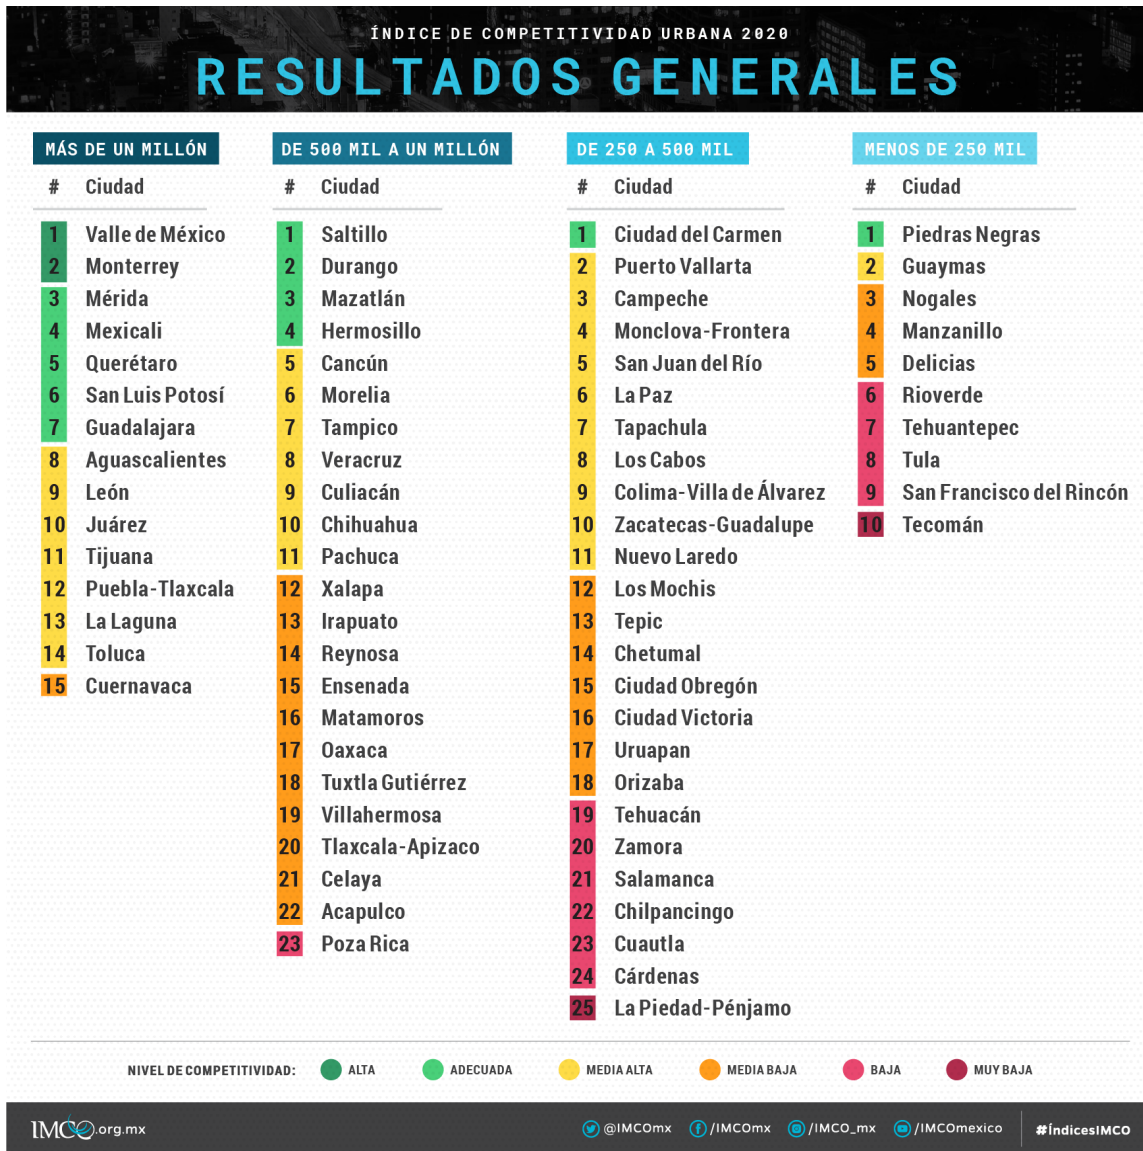 ÍNDICE DE COMPETITIVIDAD URBANA 2020
RESULTADOS GENERALES
MÁS DE UN MILLÓN
# Ciudad
1 Valle de México
2 Monterrey
3 Mérida
4 Mexicali
5 Querétaro
6 San Luis Potosí
7 Guadalajara
8 Aguascalientes
9 León
10 Juárez
11 Tijuana
12 Puebla-Tlaxcala
13 La Laguna
14 Toluca
15 Cuernavaca
DE 500 MIL A UN MILLÓN
# Ciudad
1 Saltillo
2 Durango
3 Mazatlán
4 Hermosillo
5 Cancún
6 Morelia
7 Tampico
8 Veracruz
9 Culiacán
10 Chihuahua
11 Pachuca
12 Xalapa
13 Irapuato
14 Reynosa
15 Ensenada
16 Matamoros
17 Oaxaca
18 Tuxtla Gutiérrez
19 Villahermosa
20 Tlaxcala-Apizaco
21 Celaya
22 Acapulco
23 Poza Rica
DE 250 A 500 MIL
# Ciudad
1 Ciudad del Carmen
2 Puerto Vallarta
3 Campeche
4 Monclova-Frontera
5 San Juan del Río
6 La Paz
7 Tapachula
8 Los Cabos
9 Colima-Villa de Álvarez
10 Zacatecas-Guadalupe
11 Nuevo Laredo
12 Los Mochis
13 Tepic
14 Chetumal
15 Ciudad Obregón
16 Ciudad Victoria
17 Uruapan
18 Orizaba
19 Tehuacán
20 Zamora
21 Salamanca
22 Chilpancingo
23 Cuautla
24 Cárdenas
25 La Piedad-Pénjamo
MENOS DE 250 MIL
# Ciudad
1 Piedras Negras
2 Guaymas
3 Nogales
4 Manzanillo
5 Delicias
6 Rioverde
7 Tehuantepec
8 Tula
9 San Francisco del Rincón
10 Tecomán
NIVEL DE COMPETITIVIDAD: ALTA ADECUADA MEDIA ALTA MEDIA BAJA BAJA MUY BAJA
IMCO.org.mx @IMCOmx /IMCOmx /IMCO_mx /IMCOmexico #ÍndicesIMCO